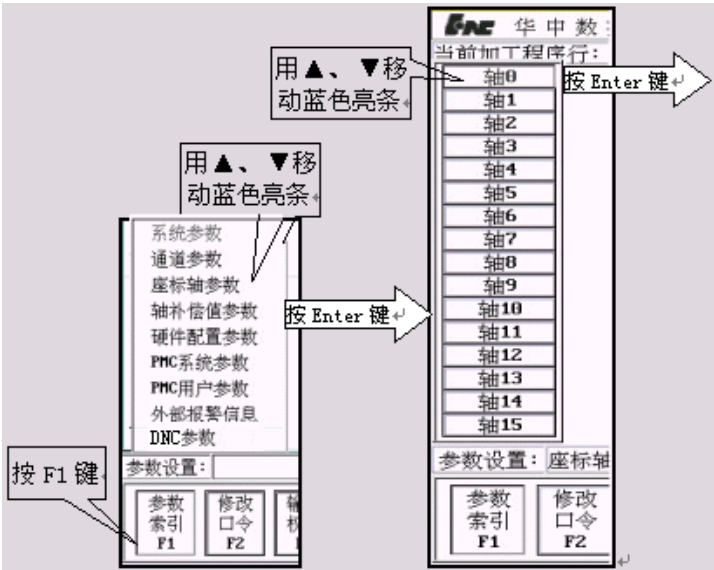 华中数
当前加工程序行:
用▲、▼移
动蓝色亮条
轴0
按 Enter 键
轴1
轴2
轴3
轴4
轴5
轴6
轴7
轴8
轴9
轴10
轴11
轴12
轴13
轴14
轴15
参数设置: 座标轴
参数
索引
F1
修改
口令
F2
用▲、▼移
动蓝色亮条
系统参数
通道参数
座标轴参数
轴补偿值参数
硬件配置参数
PMC系统参数
PMC用户参数
外部报警信息
DNC参数
按 Enter 键
参数设置:
按 F1 键
参数
索引
F1
修改
口令
F2